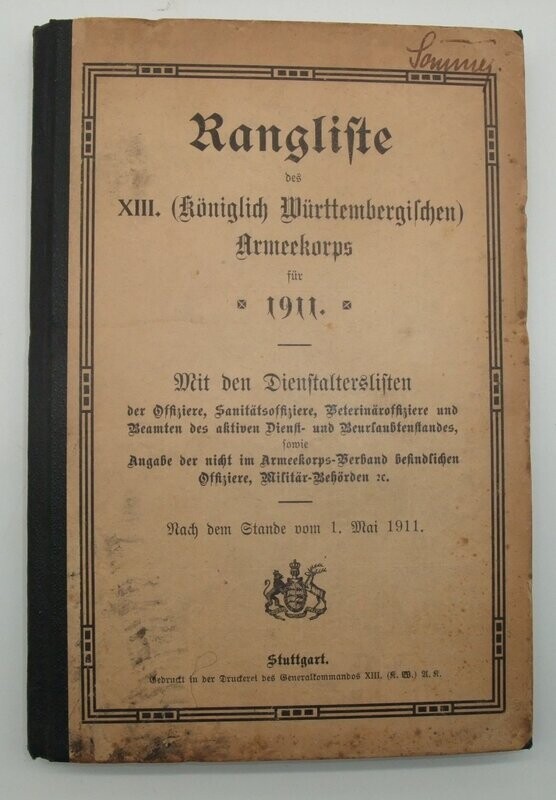 Sommer.
Rangliste
des
XIII. (Königlich Württembergischen)
Armeekorps
für
1911.
Mit den Dienstalterslisten
der Offiziere, Sanitätsoffiziere, Veterinäroffiziere und
Beamten des aktiven Dienst- und Beurlaubtenstandes,
sowie
Angabe der nicht im Armeekorps-Verband befindlichen
Offiziere, Militär-Behörden ꝛc.
Nach dem Stande vom 1. Mai 1911.
Stuttgart.
Gedruckt in der Druckerei des Generalkommandos XIII. (K. W.) A. K.